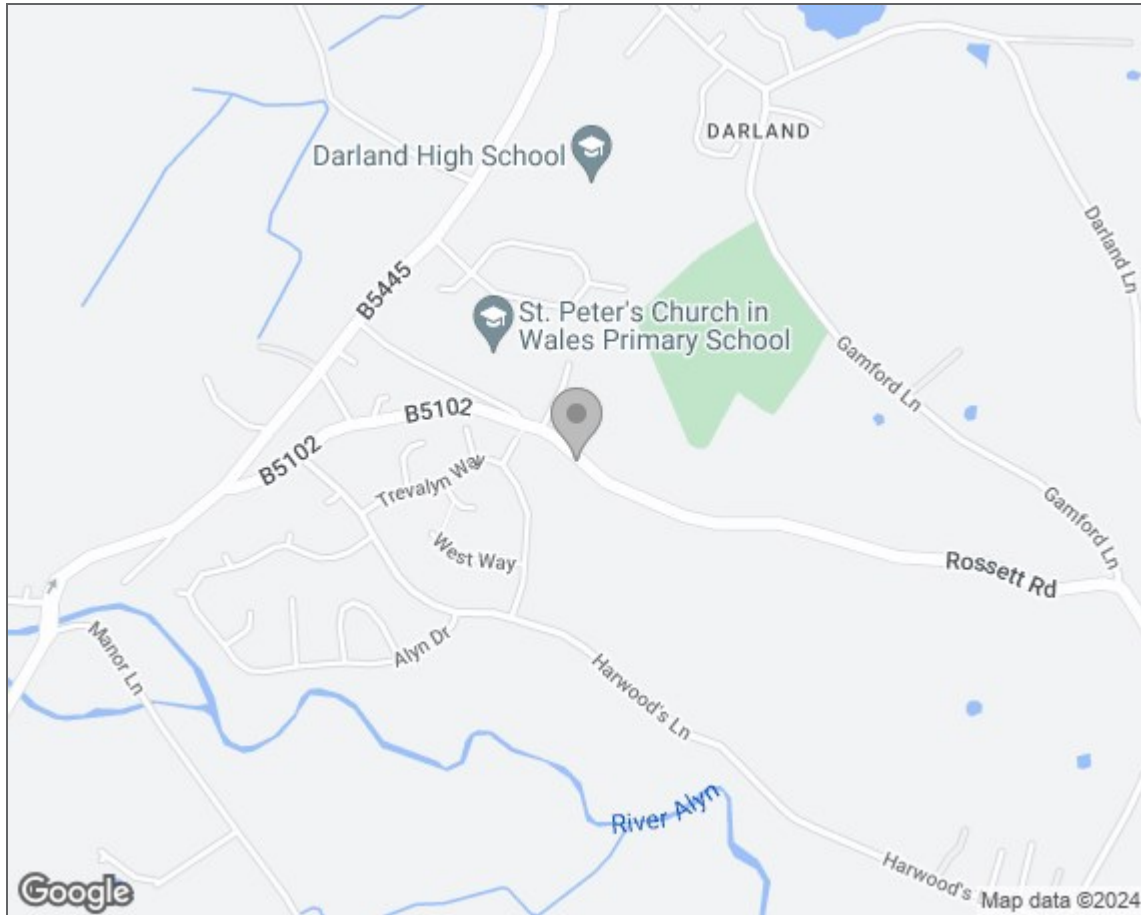 DARLAND
Darland High School
Darland Ln
B5445
St. Peter's Church in
Wales Primary School
Gamford Ln
B5102
B5102
Trevalyn Way
Gamford Ln
West Way
Rossett Rd
Manor Ln
Alyn Dr
Harwood's Ln
River Alyn
Harwood's
Google
Map data ©2024